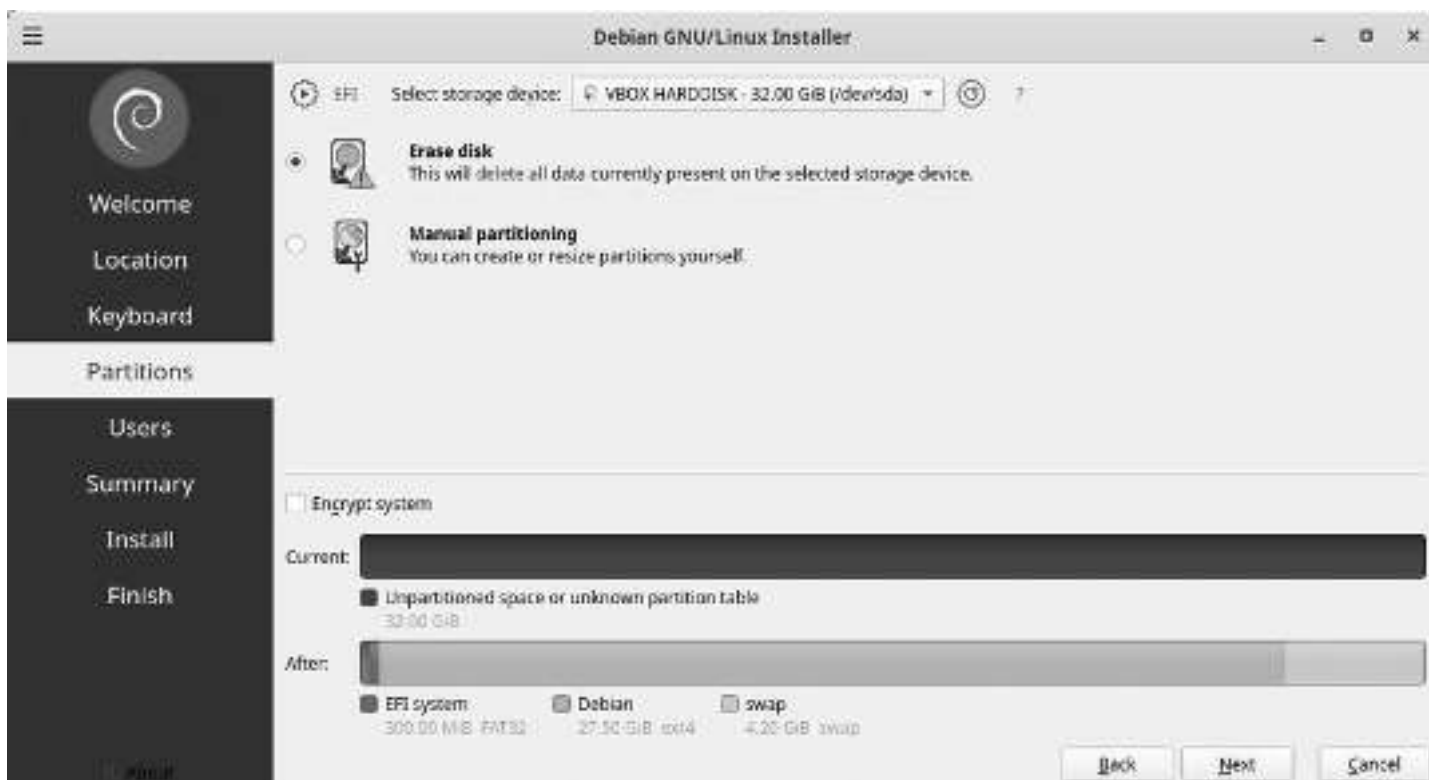 Debian GNU/Linux Installer
EFI Select storage device: VBOX HARDDISK - 32.00 GiB (/dev/sda) ?
Erase disk
This will delete all data currently present on the selected storage device.
Manual partitioning
You can create or resize partitions yourself.
Welcome
Location
Keyboard
Partitions
Users
Summary
Install
Finish
About
Encrypt system
Current:
Unpartitioned space or unknown partition table
32.00 GiB
After:
EFI system Debian swap
300.00 MiB FAT32 27.50 GiB ext4 4.20 GiB swap
Back Next Cancel